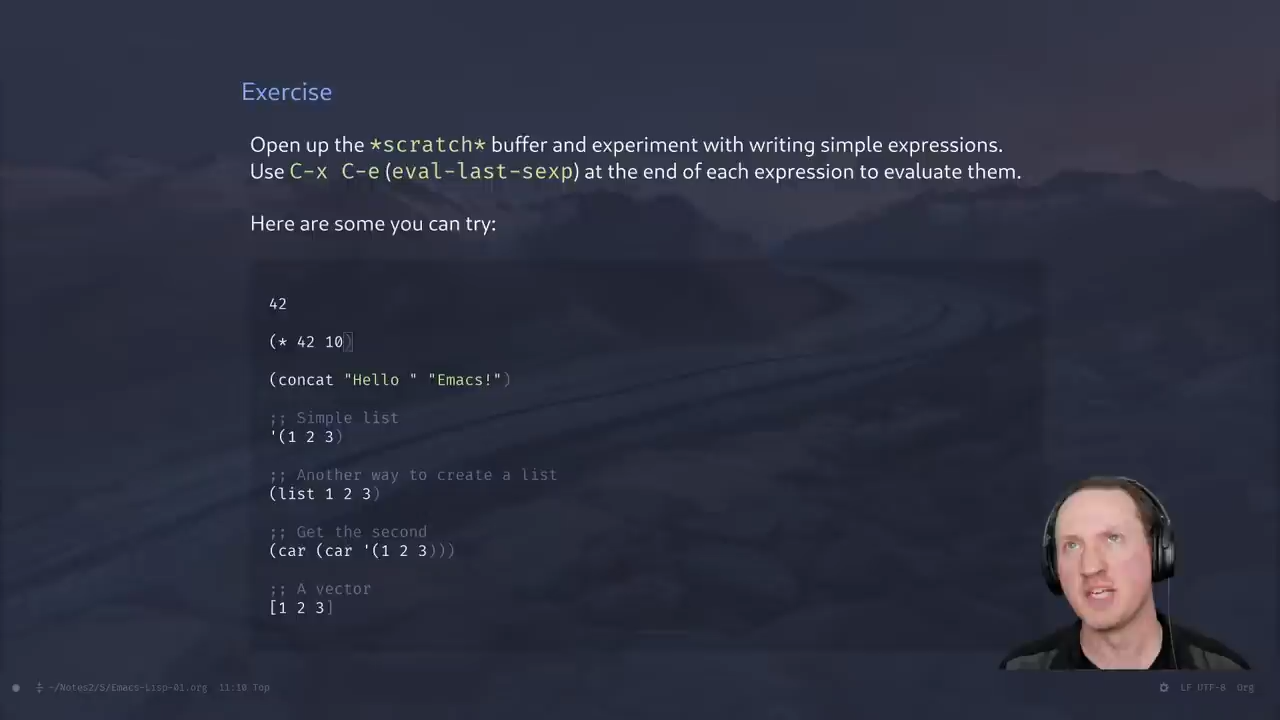 Exercise
Open up the *scratch* buffer and experiment with writing simple expressions.
Use C-x C-e (eval-last-sexp) at the end of each expression to evaluate them.
Here are some you can try:
42
(* 42 10)
(concat "Hello " "Emacs!")
;; Simple list
'(1 2 3)
;; Another way to create a list
(list 1 2 3)
;; Get the second
(car (car '(1 2 3)))
;; A vector
[1 2 3]
~/Notes2/S/Emacs-Lisp-01.org 11:10 Top
LF UTF-8 Org